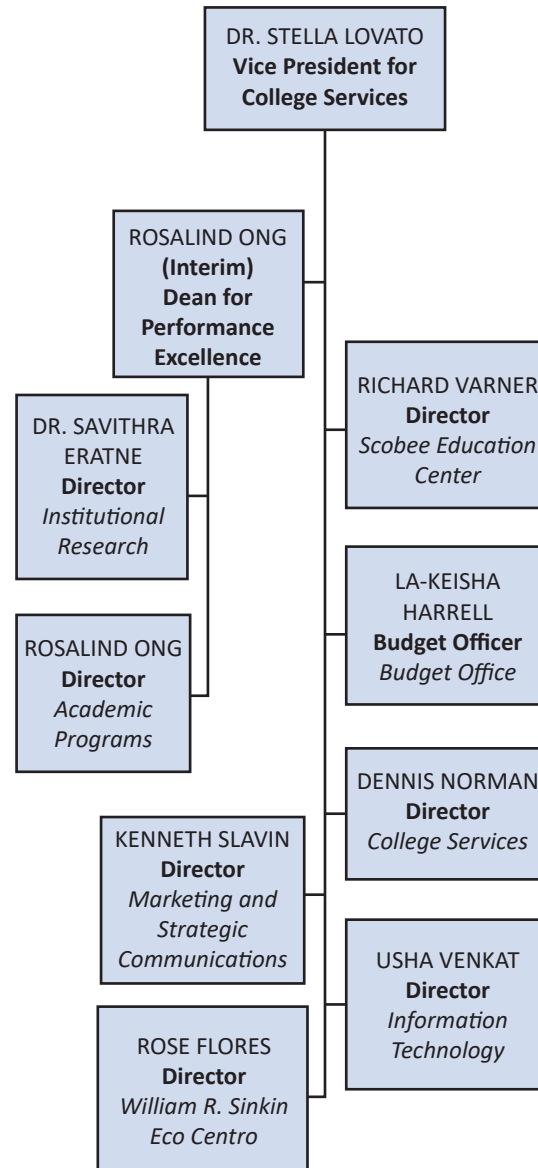 DR. STELLA LOVATO
Vice President for
College Services
ROSALIND ONG
(Interim)
Dean for
Performance
Excellence
DR. SAVITHRA
ERATNE
Director
Institutional
Research
ROSALIND ONG
Director
Academic
Programs
RICHARD VARNER
Director
Scobee Education
Center
LA-KEISHA
HARRELL
Budget Officer
Budget Office
DENNIS NORMAN
Director
College Services
KENNETH SLAVIN
Director
Marketing and
Strategic
Communications
USHA VENKAT
Director
Information
Technology
ROSE FLORES
Director
William R. Sinkin
Eco Centro